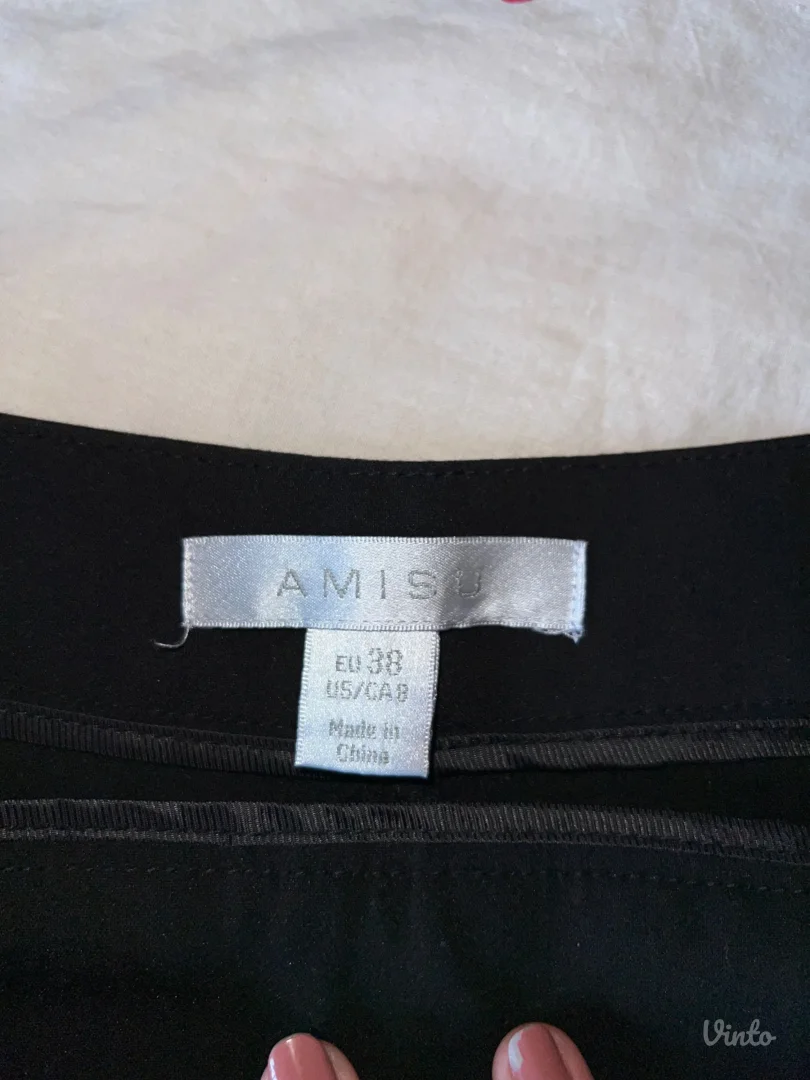 AMISU
EU 38
US/CA 8
Made in
China
Vinto